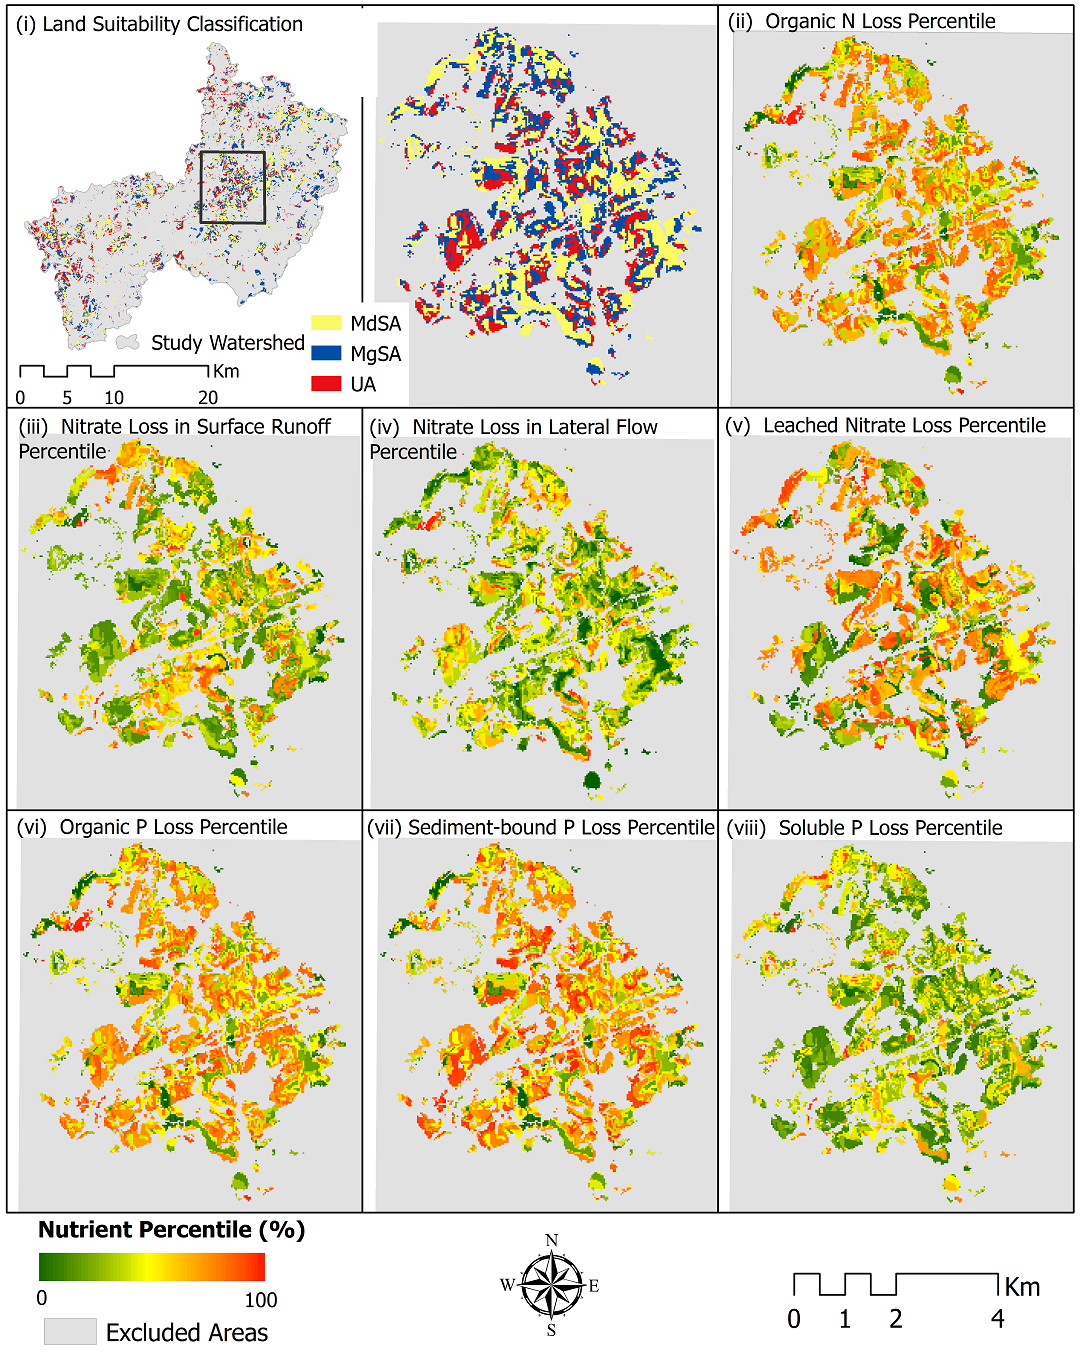 (i) Land Suitability Classification
Study Watershed
Km
0 5 10 20
MdSA
MgSA
UA
(ii) Organic N Loss Percentile
(iii) Nitrate Loss in Surface Runoff
Percentile
(iv) Nitrate Loss in Lateral Flow
Percentile
(v) Leached Nitrate Loss Percentile
(vi) Organic P Loss Percentile
(vii) Sediment-bound P Loss Percentile
(viii) Soluble P Loss Percentile
Nutrient Percentile (%)
0 100
Excluded Areas
N
W E
S
Km
0 1 2 4